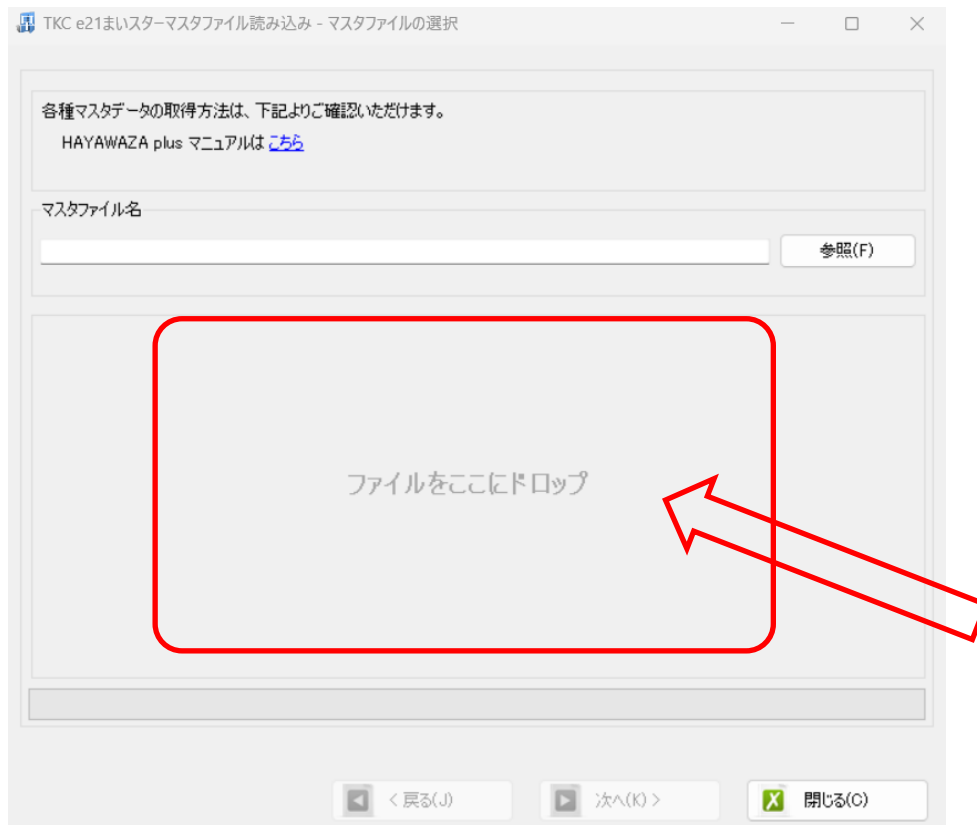 TKC e21まいスターマスタファイル読み込み - マスタファイルの選択
各種マスタデータの取得方法は、下記よりご確認いただけます。
HAYAWAZA plus マニュアルは こちら
マスタファイル名
参照(F)
ファイルをここにドロップ
< 戻る(J)
次へ(K) >
閉じる(C)